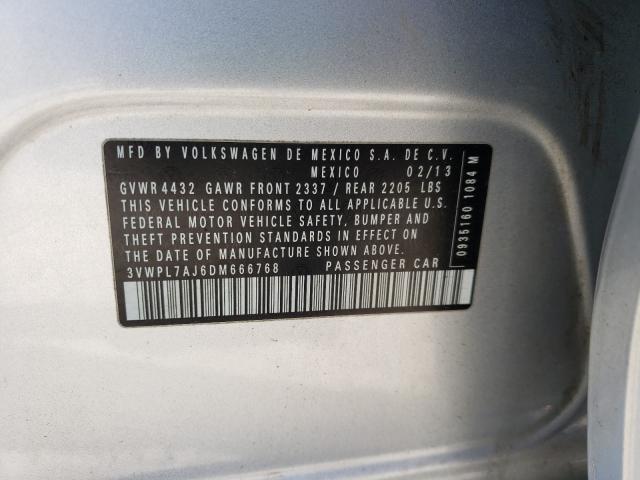 MFD BY VOLKSWAGEN DE MEXICO S.A. DE C.V.
MEXICO 02/13
GVWR 4432 GAWR FRONT 2337 / REAR 2205 LBS
THIS VEHICLE CONFORMS TO ALL APPLICABLE U.S.
FEDERAL MOTOR VEHICLE SAFETY, BUMPER AND
THEFT PREVENTION STANDARDS IN EFFECT ON
THE DATE OF MANUFACTURE SHOWN ABOVE.
3VWPL7AJ6DM666768 PASSENGER CAR
0935160 1084 M